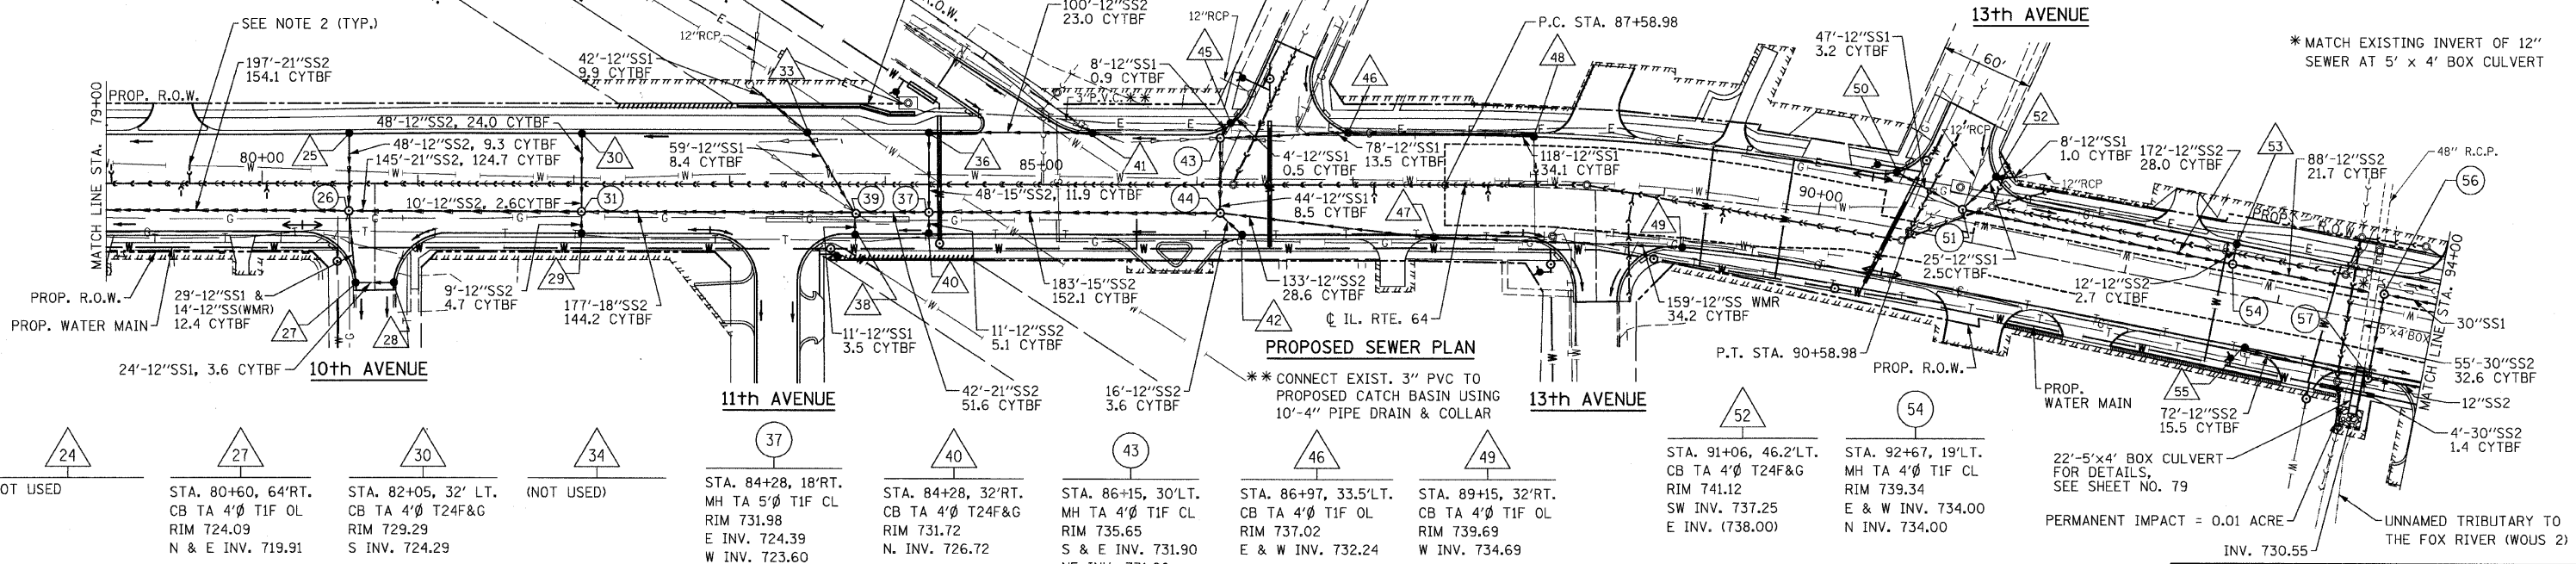 SEE NOTE 2 (TYP.)
197'-21"SS2
154.1 CYTBF
PROP. R.O.W.
MATCH LINE STA. 79+00
80+00
48'-12"SS2, 24.0 CYTBF
48'-12"SS2, 9.3 CYTBF
145'-21"SS2, 124.7 CYTBF
10'-12"SS2, 2.6CYTBF
25
26
30
31
12"RCP
42'-12"SS1
9.9 CYTBF
33
59'-12"SS1
8.4 CYTBF
R.O.W.
100'-12"SS2
23.0 CYTBF
36
37
39
85+00
48'-15"SS2, 11.9 CYTBF
3" P.V.C. **
8'-12"SS1
0.9 CYTBF
12"RCP
45
41
43
44
46
P.C. STA. 87+58.98
48
78'-12"SS1
13.5 CYTBF
4'-12"SS1
0.5 CYTBF
44'-12"SS1
8.5 CYTBF
47
118'-12"SS1
34.1 CYTBF
47'-12"SS1
3.2 CYTBF
50
13th AVENUE
60'
12"RCP
52
90+00
49
51
8'-12"SS1
1.0 CYTBF
12"RCP
172'-12"SS2
28.0 CYTBF
53
88'-12"SS2
21.7 CYTBF
48" R.C.P.
56
* MATCH EXISTING INVERT OF 12"
SEWER AT 5' x 4' BOX CULVERT
PROP. R.O.W.
25'-12"SS1
2.5CYTBF
12'-12"SS2
2.7 CYTBF
54
57
MATCH LINE STA. 94+00
30"SS1
5'x4'BOX
55'-30"SS2
32.6 CYTBF
12"SS2
4'-30"SS2
1.4 CYTBF
PROP. R.O.W.
PROP. WATER MAIN
29'-12"SS1 &
14'-12"SS(WMR)
12.4 CYTBF
27
28
24'-12"SS1, 3.6 CYTBF
10th AVENUE
9'-12"SS2
4.7 CYTBF
29
177'-18"SS2
144.2 CYTBF
11th AVENUE
38
11'-12"SS1
3.5 CYTBF
40
11'-12"SS2
5.1 CYTBF
42'-21"SS2
51.6 CYTBF
183'-15"SS2
152.1 CYTBF
16'-12"SS2
3.6 CYTBF
42
133'-12"SS2
28.6 CYTBF
℄ IL. RTE. 64
PROPOSED SEWER PLAN
** CONNECT EXIST. 3" PVC TO
PROPOSED CATCH BASIN USING
10'-4" PIPE DRAIN & COLLAR
13th AVENUE
159'-12"SS WMR
34.2 CYTBF
P.T. STA. 90+58.98
PROP. R.O.W.
PROP.
WATER MAIN
55
72'-12"SS2
15.5 CYTBF
22'-5'x4' BOX CULVERT
FOR DETAILS,
SEE SHEET NO. 79
PERMANENT IMPACT = 0.01 ACRE
INV. 730.55
UNNAMED TRIBUTARY TO
THE FOX RIVER (WOUS 2)
24
OT USED
27
STA. 80+60, 64'RT.
CB TA 4'Ø T1F OL
RIM 724.09
N & E INV. 719.91
30
STA. 82+05, 32' LT.
CB TA 4'Ø T24F&G
RIM 729.29
S INV. 724.29
34
(NOT USED)
37
STA. 84+28, 18'RT.
MH TA 5'Ø T1F CL
RIM 731.98
E INV. 724.39
W INV. 723.60
40
STA. 84+28, 32'RT.
CB TA 4'Ø T24F&G
RIM 731.72
N. INV. 726.72
43
STA. 86+15, 30'LT.
MH TA 4'Ø T1F CL
RIM 735.65
S & E INV. 731.90
46
STA. 86+97, 33.5'LT.
CB TA 4'Ø T1F OL
RIM 737.02
E & W INV. 732.24
49
STA. 89+15, 32'RT.
CB TA 4'Ø T1F OL
RIM 739.69
W INV. 734.69
52
STA. 91+06, 46.2'LT.
CB TA 4'Ø T24F&G
RIM 741.12
SW INV. 737.25
E INV. (738.00)
54
STA. 92+67, 19'LT.
MH TA 4'Ø T1F CL
RIM 739.34
E & W INV. 734.00
N INV. 734.00